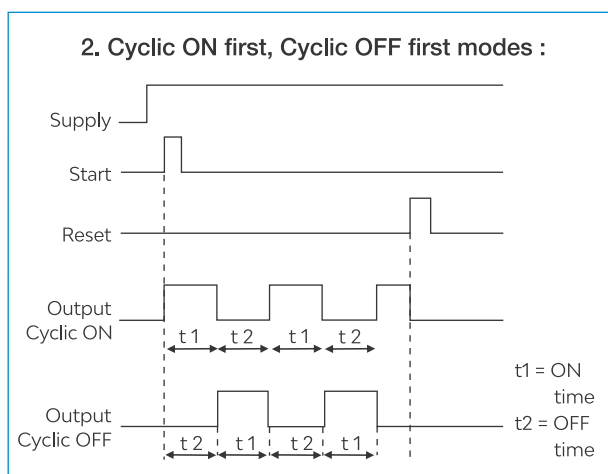 2. Cyclic ON first, Cyclic OFF first modes :
Supply
Start
Reset
Output
Cyclic ON
t 1 t 2 t 1 t 2
t1 = ON
time
t2 = OFF
time
Output
Cyclic OFF
t 2 t 1 t 2 t 1